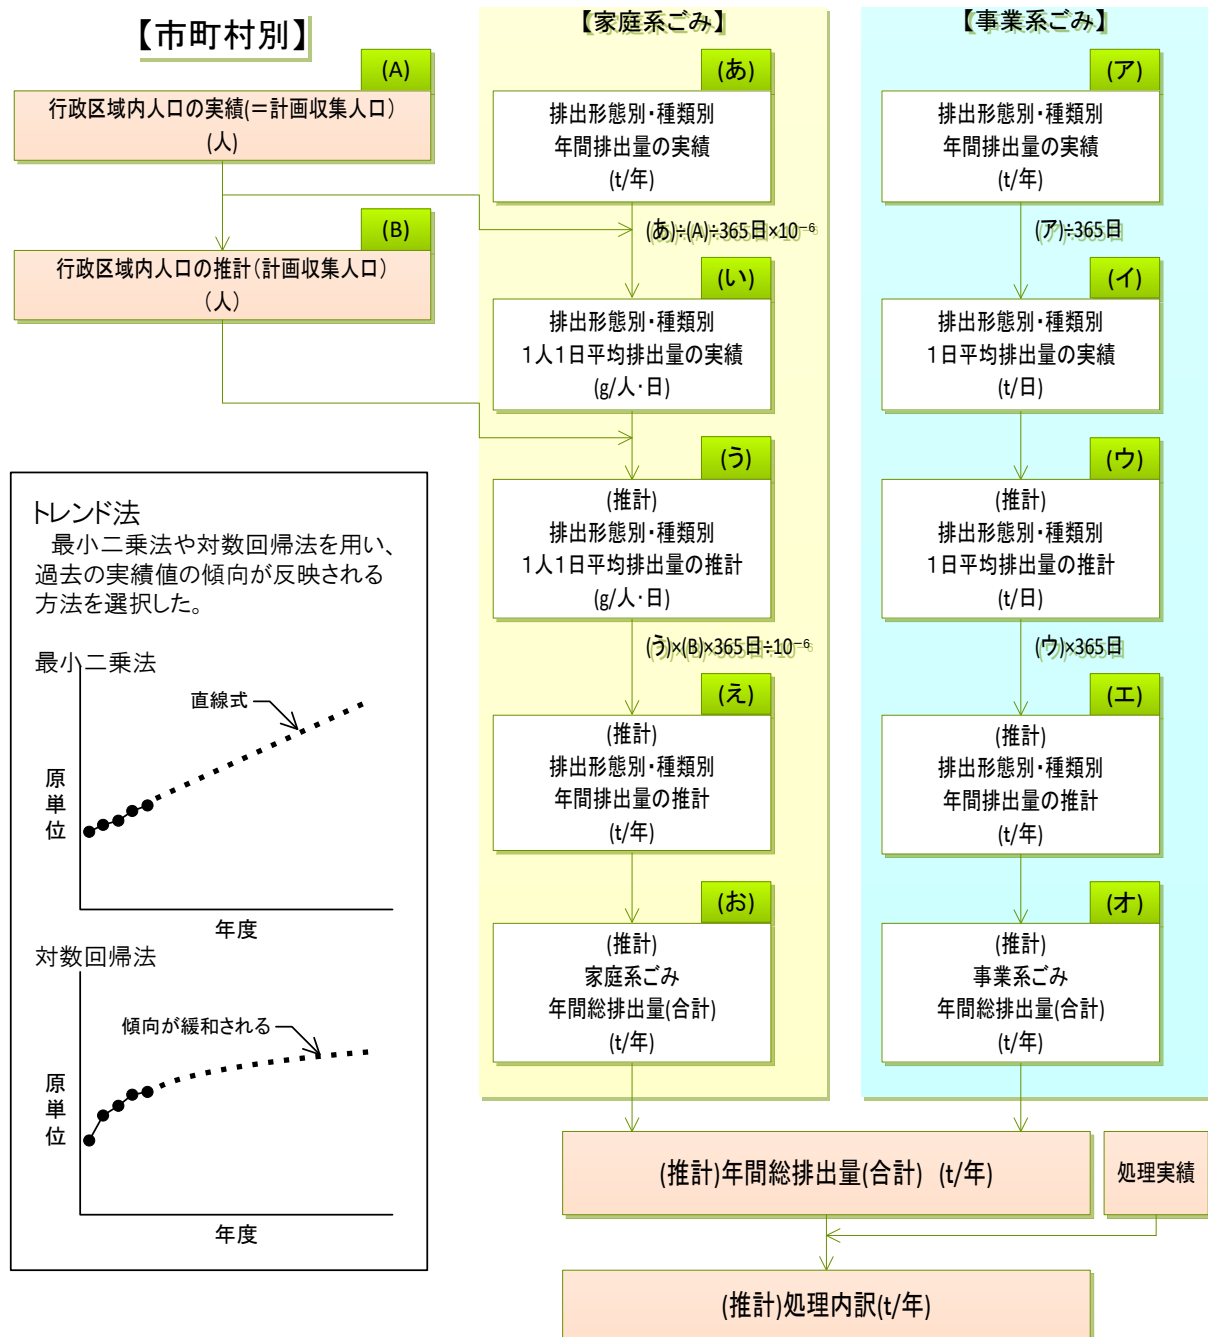 【市町村別】
(A)
行政区域内人口の実績(＝計画収集人口)
(人)
(B)
行政区域内人口の推計(計画収集人口)
(人)
トレンド法
最小二乗法や対数回帰法を用い、
過去の実績値の傾向が反映される
方法を選択した。
最小二乗法
直線式
原単位
年度
対数回帰法
傾向が緩和される
原単位
年度
【家庭系ごみ】
(あ)
排出形態別・種類別
年間排出量の実績
(t/年)
(あ)÷(A)÷365日×10⁻⁶
(い)
排出形態別・種類別
1人1日平均排出量の実績
(g/人・日)
(う)
(推計)
排出形態別・種類別
1人1日平均排出量の推計
(g/人・日)
(う)×(B)×365日÷10⁻⁶
(え)
(推計)
排出形態別・種類別
年間排出量の推計
(t/年)
(お)
(推計)
家庭系ごみ
年間総排出量(合計)
(t/年)
【事業系ごみ】
(ア)
排出形態別・種類別
年間排出量の実績
(t/年)
(ア)÷365日
(イ)
排出形態別・種類別
1日平均排出量の実績
(t/日)
(ウ)
(推計)
排出形態別・種類別
1日平均排出量の推計
(t/日)
(ウ)×365日
(エ)
(推計)
排出形態別・種類別
年間排出量の推計
(t/年)
(オ)
(推計)
事業系ごみ
年間総排出量(合計)
(t/年)
(推計)年間総排出量(合計) (t/年)
処理実績
(推計)処理内訳(t/年)